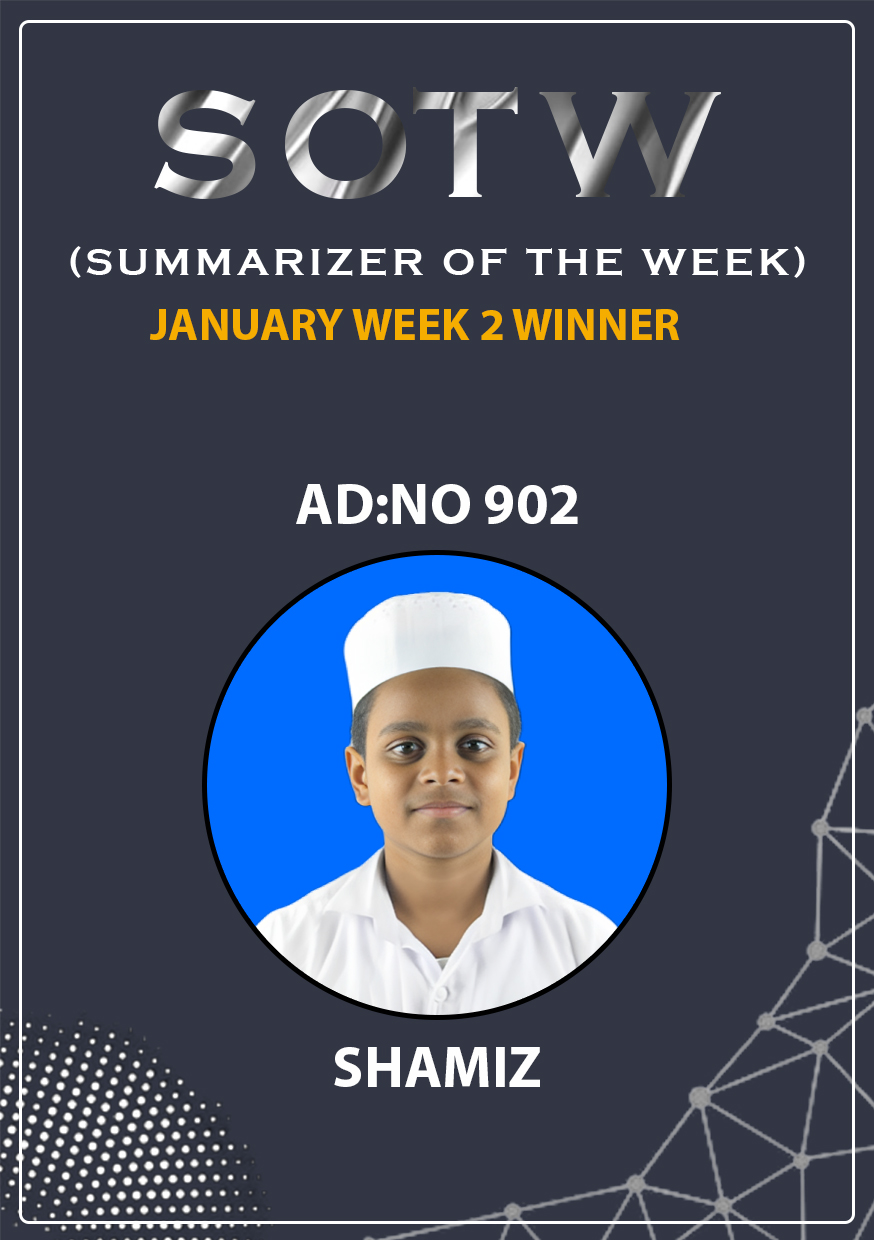 SOTW
(SUMMARIZER OF THE WEEK)
JANUARY WEEK 2 WINNER
AD:NO 902
SHAMIZ